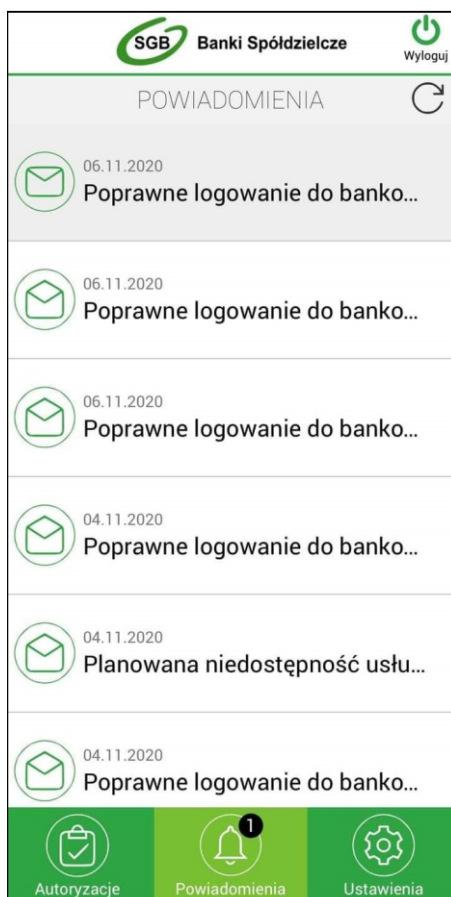 SGB Banki Spółdzielcze
Wyloguj
POWIADOMIENIA
06.11.2020
Poprawne logowanie do banko...
06.11.2020
Poprawne logowanie do banko...
06.11.2020
Poprawne logowanie do banko...
04.11.2020
Poprawne logowanie do banko...
04.11.2020
Planowana niedostępność usłu...
04.11.2020
Poprawne logowanie do banko...
1
Autoryzacje Powiadomienia Ustawienia